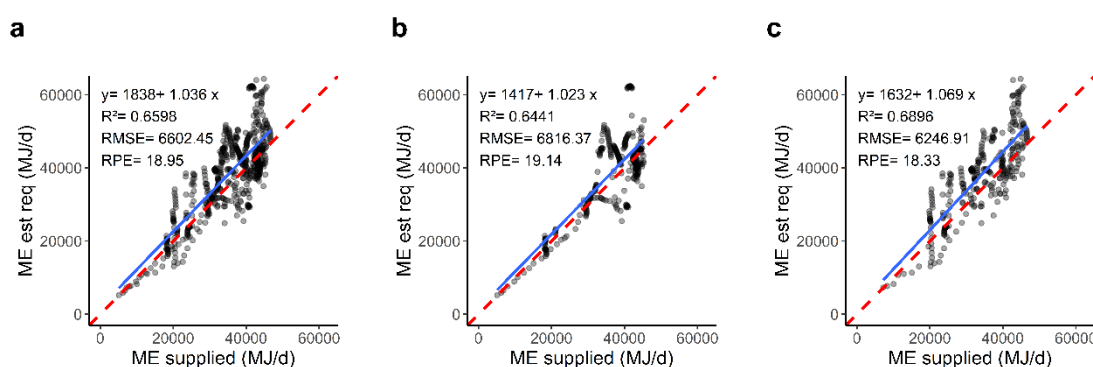 a
y= 1838+ 1.036 x
R²= 0.6598
RMSE= 6602.45
RPE= 18.95
ME est req (MJ/d)
60000
40000
20000
0
0 20000 40000 60000
ME supplied (MJ/d)
b
y= 1417+ 1.023 x
R²= 0.6441
RMSE= 6816.37
RPE= 19.14
ME est req (MJ/d)
60000
40000
20000
0
0 20000 40000 60000
ME supplied (MJ/d)
c
y= 1632+ 1.069 x
R²= 0.6896
RMSE= 6246.91
RPE= 18.33
ME est req (MJ/d)
60000
40000
20000
0
0 20000 40000 60000
ME supplied (MJ/d)